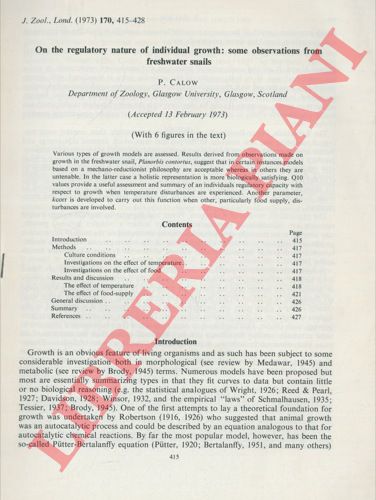 J. Zool., Lond. (1973) 170, 415–428
On the regulatory nature of individual growth: some observations from
freshwater snails
P. CALOW
Department of Zoology, Glasgow University, Glasgow, Scotland
(Accepted 13 February 1973)
(With 6 figures in the text)
Various types of growth models are assessed. Results derived from observations made on
growth in the freshwater snail, Planorbis contortus, suggest that in certain instances models
based on a mechano-reductionist philosophy are acceptable whereas in others they are
untenable. In the latter case a holistic representation is more biologically satisfying. Q10
values provide a useful assessment and summary of an individuals regulatory capacity with
respect to growth when temperature disturbances are experienced. Another parameter,
kcorr is developed to carry out this function when other, particularly food supply, dis-
turbances are involved.
Contents
Page
Introduction .. .. .. .. .. .. .. .. .. 415
Methods .. .. .. .. .. .. .. .. .. 417
Culture conditions .. .. .. .. .. .. .. 417
Investigations on the effect of temperature .. .. .. .. 417
Investigations on the effect of food .. .. .. .. .. 417
Results and discussion .. .. .. .. .. .. .. 418
The effect of temperature .. .. .. .. .. .. 418
The effect of food-supply .. .. .. .. .. .. 421
General discussion .. .. .. .. .. .. .. .. 426
Summary .. .. .. .. .. .. .. .. .. 426
References .. .. .. .. .. .. .. .. .. 427
Introduction
Growth is an obvious feature of living organisms and as such has been subject to some
considerable investigation both in morphological (see review by Medawar, 1945) and
metabolic (see review by Brody, 1945) terms. Numerous models have been proposed but
most are essentially summarizing types in that they fit curves to data but contain little
or no biological meaning (e.g. the statistical analogues of Wright, 1926; Reed & Pearl,
1927; Davidson, 1928; Winsor, 1932, and the empirical "laws" of Schmalhausen, 1935;
Tessier, 1937; Brody, 1945). One of the first attempts to lay a theoretical foundation for
growth was undertaken by Robertson (1916, 1926) who suggested that animal growth
was an autocatalytic process and could be described by an equation analogous to that for
autocatalytic chemical reactions. By far the most popular model, however, has been the
so-called Pütter-Bertalanffy equation (Pütter, 1920; Bertalanffy, 1951, and many others)
415
LIBRERIA PIANI